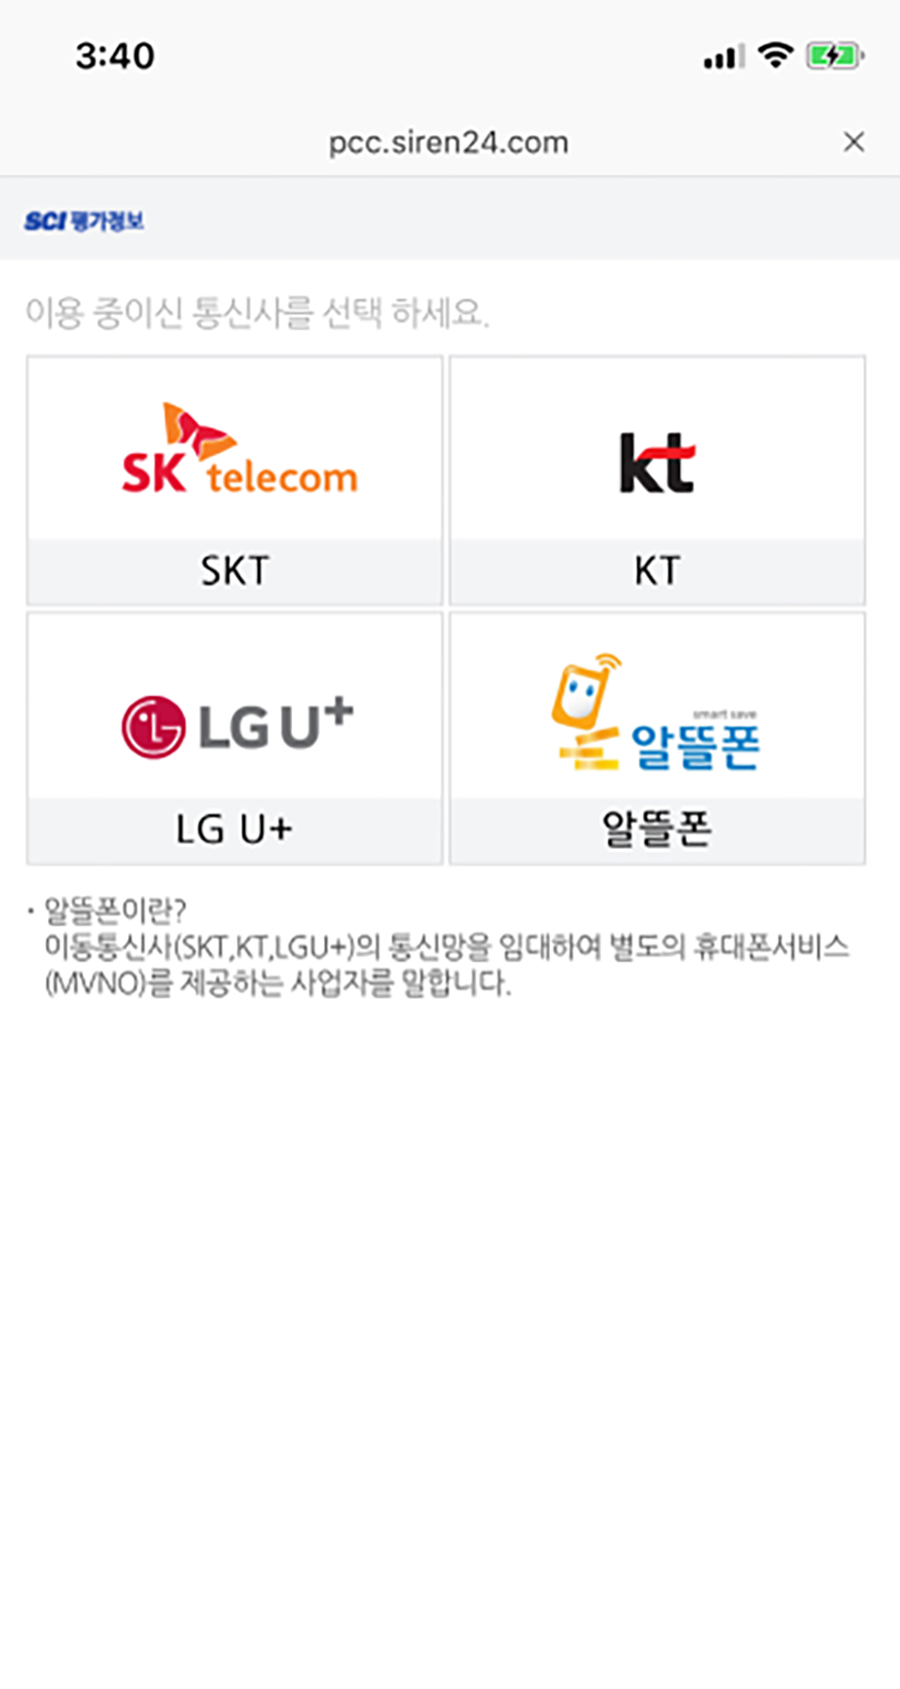 3:40
pcc.siren24.com
SCI 평가정보
이용 중이신 통신사를 선택 하세요.
SK telecom
kt
SKT
KT
LG U+
smart save
알뜰폰
LG U+
알뜰폰
· 알뜰폰이란?
이동통신사(SKT,KT,LGU+)의 통신망을 임대하여 별도의 휴대폰서비스
(MVNO)를 제공하는 사업자를 말합니다.